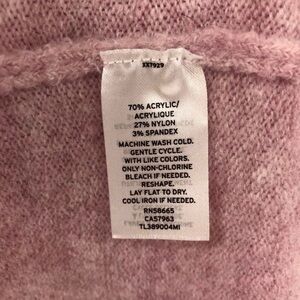 XX7929
70% ACRYLIC/
ACRYLIQUE
27% NYLON
3% SPANDEX
MACHINE WASH COLD.
GENTLE CYCLE.
WITH LIKE COLORS.
ONLY NON-CHLORINE
BLEACH IF NEEDED.
RESHAPE,
LAY FLAT TO DRY.
COOL IRON IF NEEDED.
RN58665
CA57963
TL389004MI